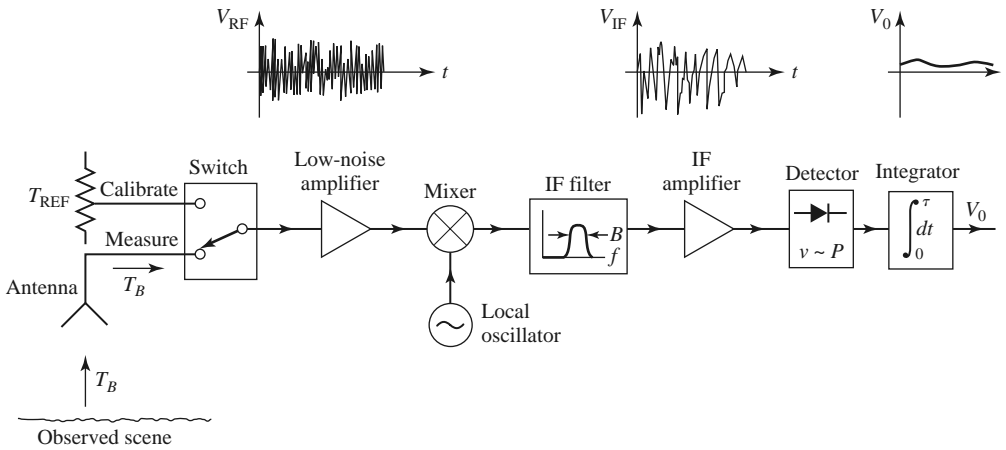 V_RF
t
V_IF
t
V_0
t
Switch
Low-noise
amplifier
Mixer
IF filter
IF
amplifier
Detector
Integrator
T_REF
Calibrate
Measure
T_B
Antenna
B
f
v ~ P
∫_0^τ dt
V_0
Local
oscillator
T_B
Observed scene